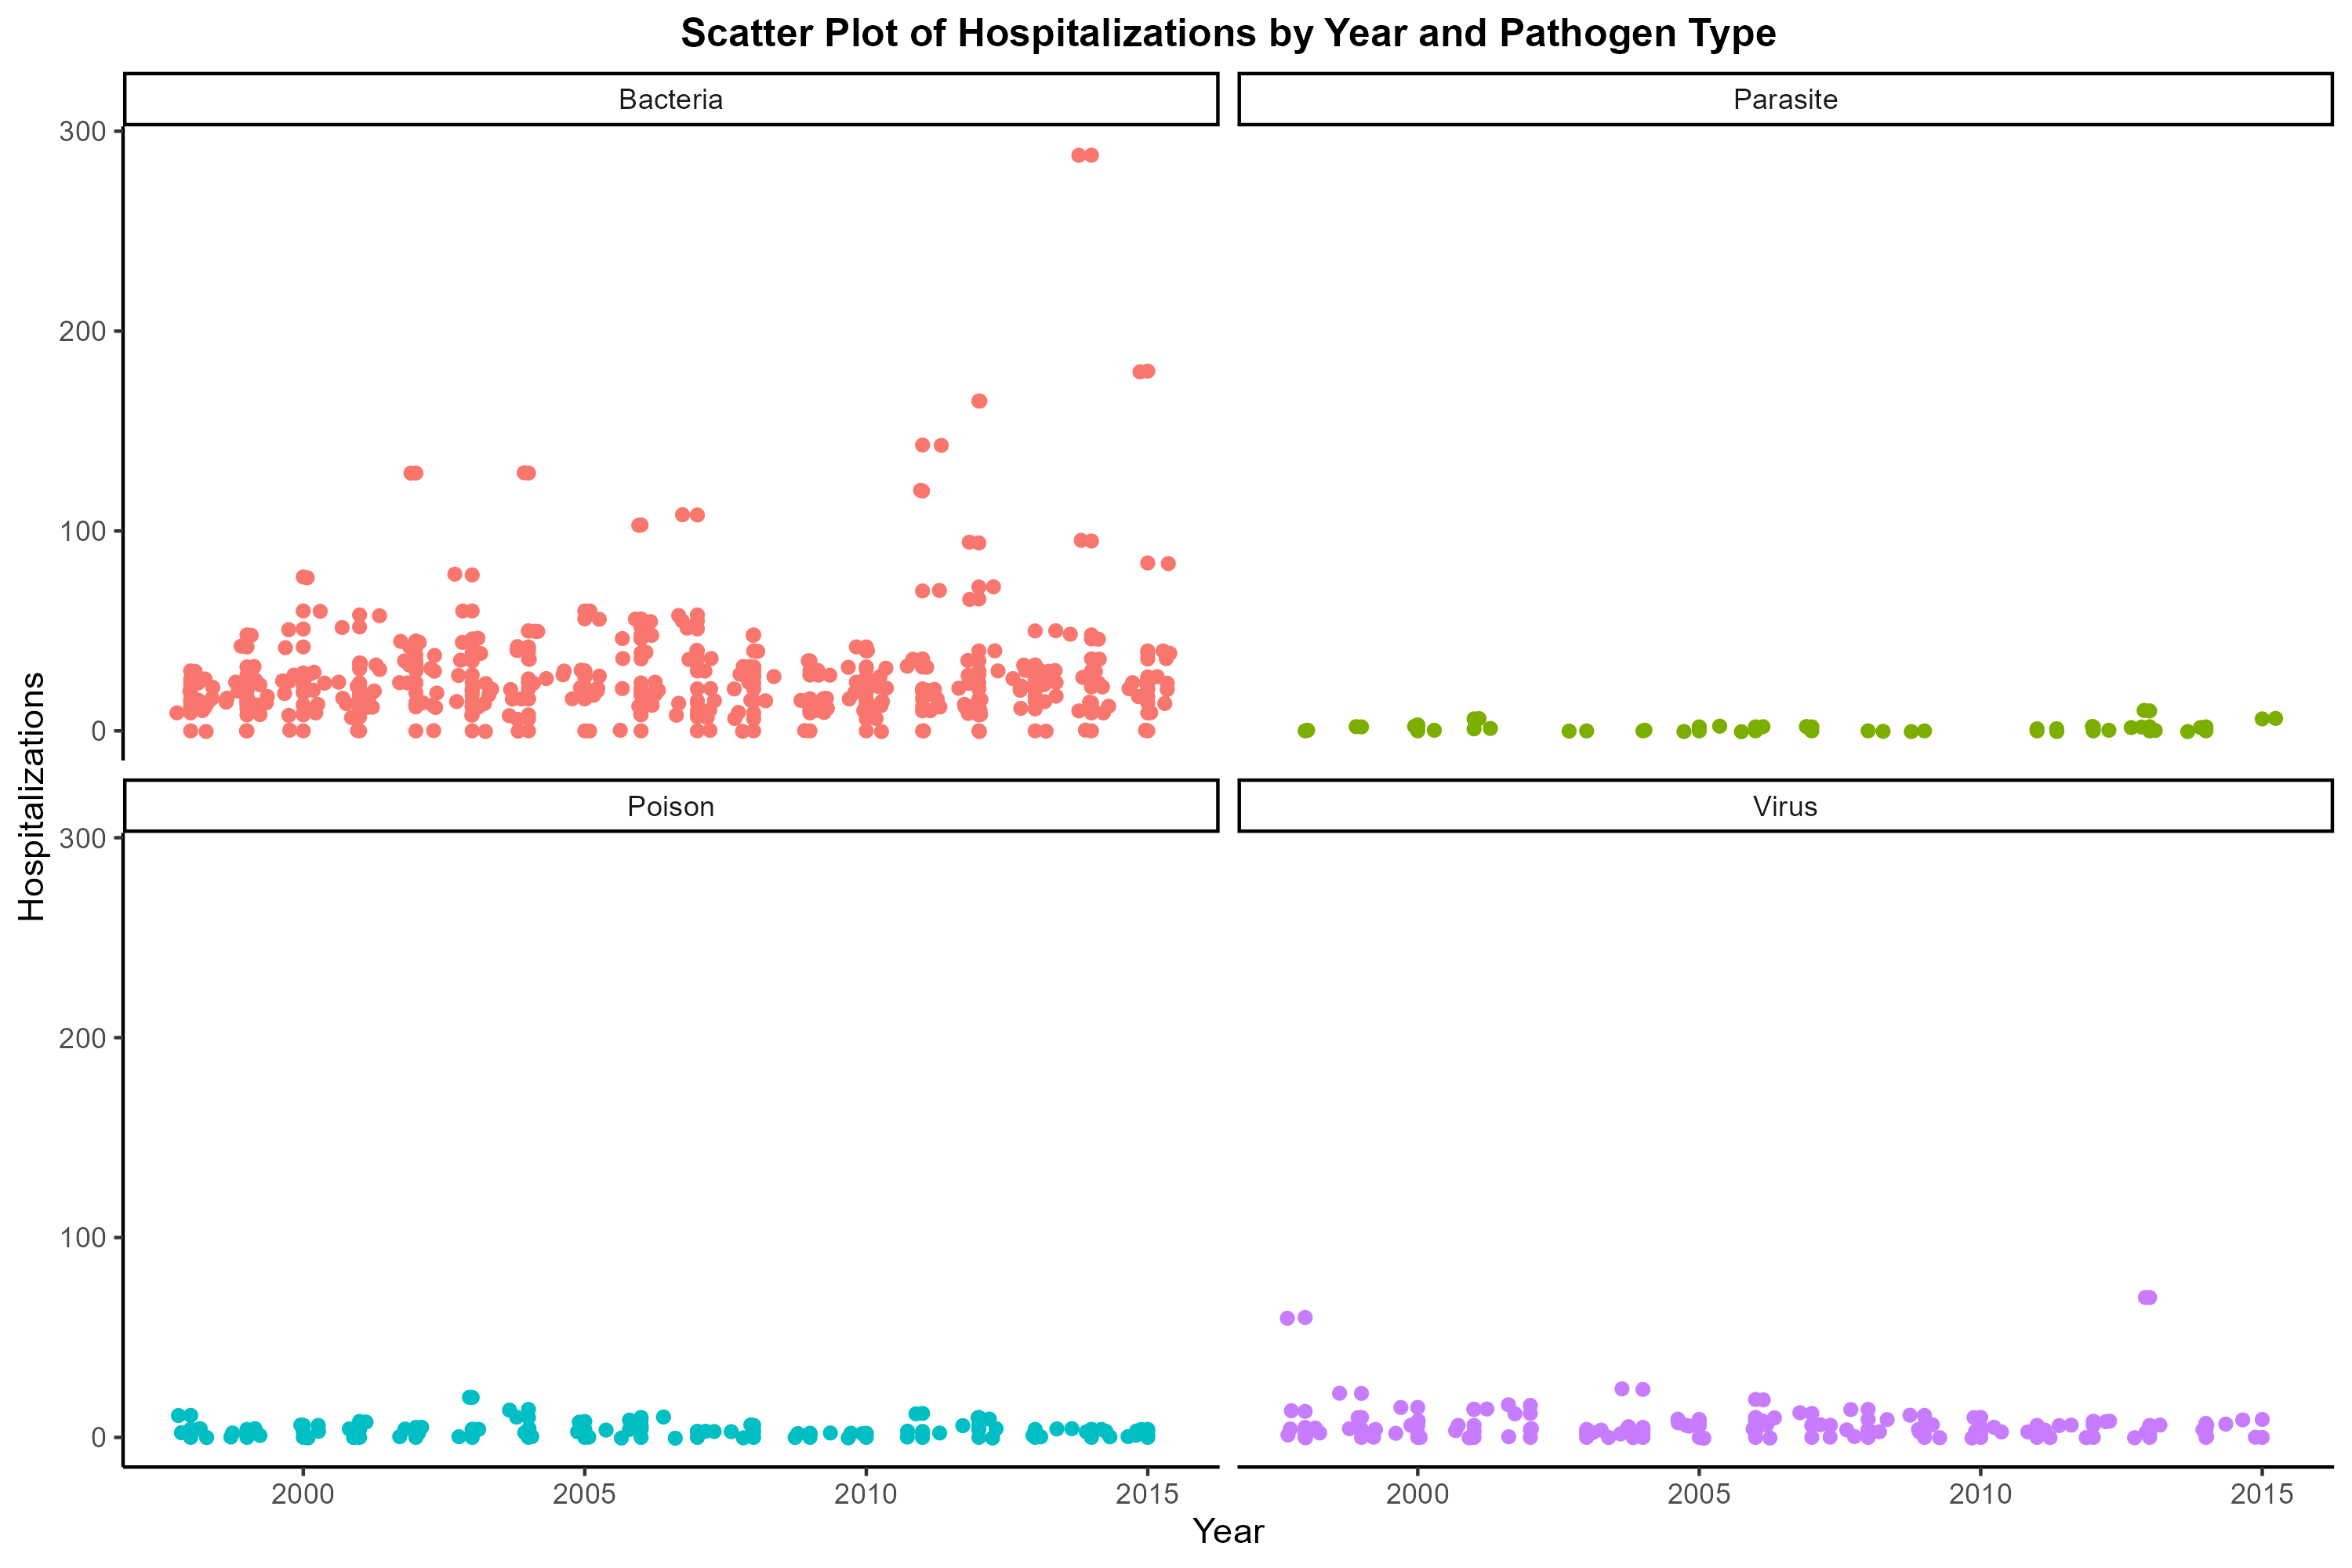 Scatter Plot of Hospitalizations by Year and Pathogen Type
Bacteria
Parasite
300
200
100
0
Poison
Virus
300
200
100
0
Hospitalizations
2000
2005
2010
2015
2000
2005
2010
2015
Year